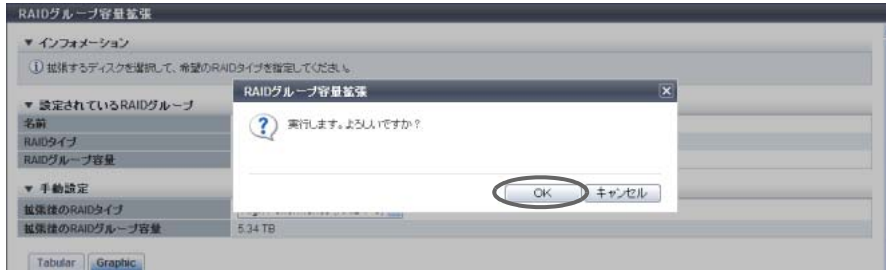 RAIDグループ容量拡張
▼ インフォメーション
拡張するディスクを選択して、希望のRAIDタイプを指定してください。
RAIDグループ容量拡張
▼ 設定されているRAIDグループ
名前
実行します。よろしいですか？
RAIDタイプ
RAIDグループ容量
▼ 手動設定
OK キャンセル
拡張後のRAIDタイプ
拡張後のRAIDグループ容量 5.34 TB
Tabular Graphic